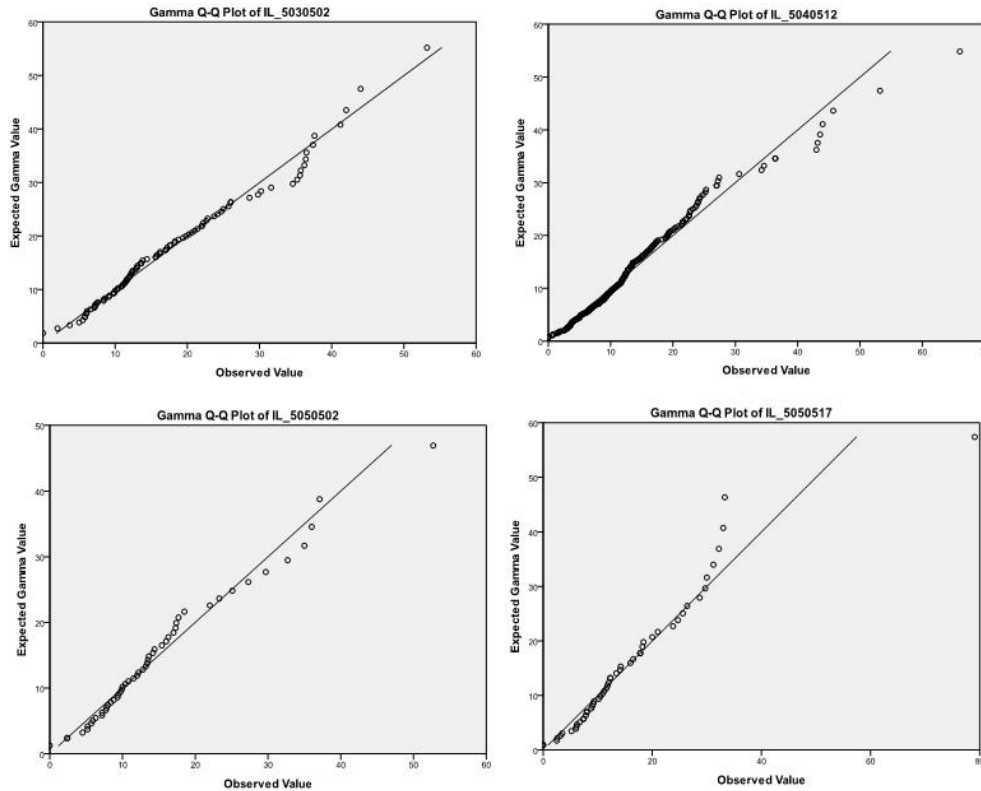 Gamma Q-Q Plot of IL_5030502
Expected Gamma Value
60
50
40
30
20
10
0
0 10 20 30 40 50 60
Observed Value
Gamma Q-Q Plot of IL_5040512
Expected Gamma Value
60
50
40
30
20
10
0
0 10 20 30 40 50 60
Observed Value
Gamma Q-Q Plot of IL_5050502
Expected Gamma Value
50
40
30
20
10
0
0 10 20 30 40 50 60
Observed Value
Gamma Q-Q Plot of IL_5050517
Expected Gamma Value
60
50
40
30
20
10
0
0 20 40 60
Observed Value